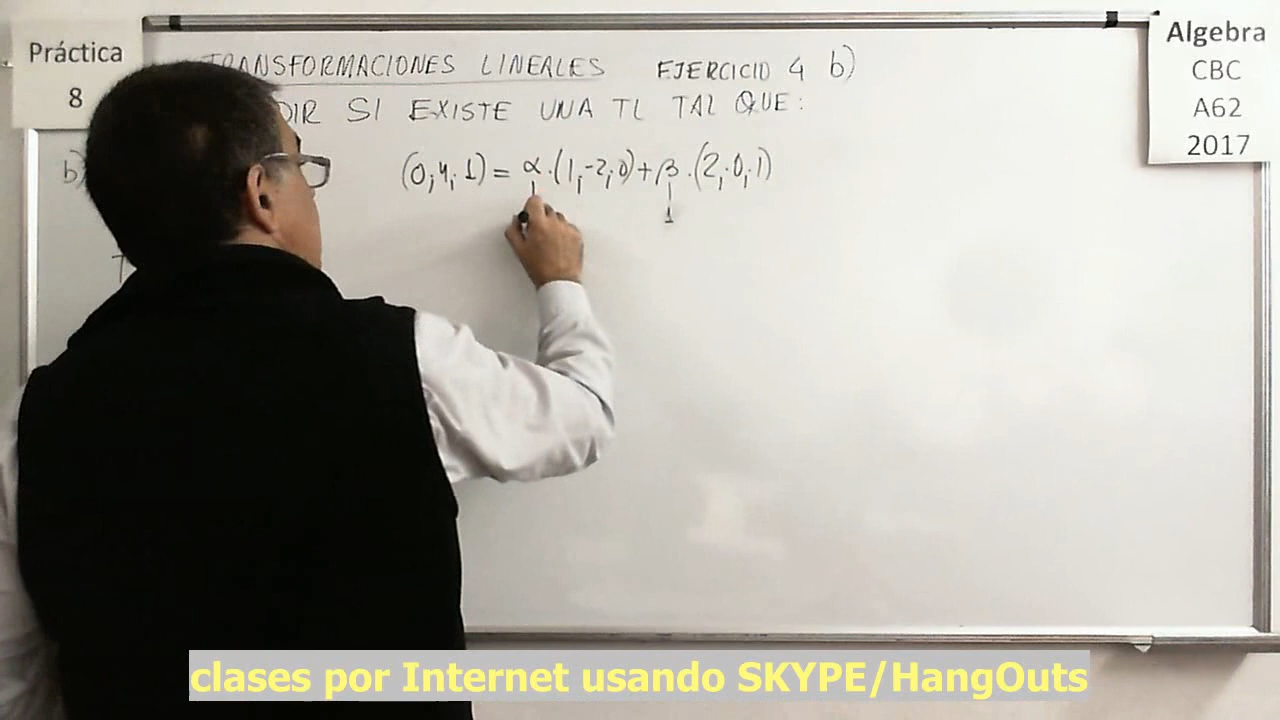 Práctica
8
Algebra
CBC
A62
2017
TRANSFORMACIONES LINEALES EJERCICIO 4 b)
DIR SI EXISTE UNA TL TAL QUE:
b) (0,4,1) = α.(1,-2,0)+β.(2,0,1)
1
T
clases por Internet usando SKYPE/HangOuts